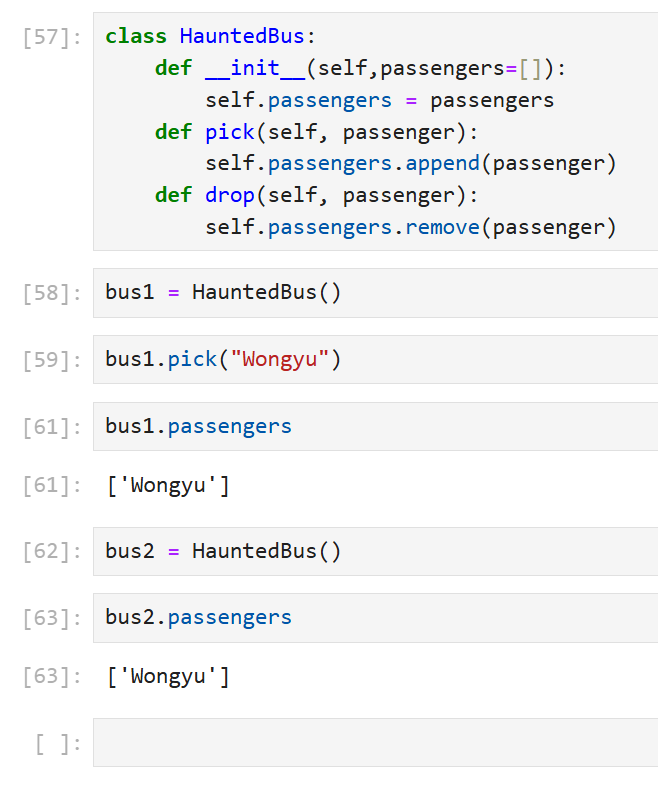 [57]: class HauntedBus:
    def __init__(self,passengers=[]):
        self.passengers = passengers
    def pick(self, passenger):
        self.passengers.append(passenger)
    def drop(self, passenger):
        self.passengers.remove(passenger)
[58]: bus1 = HauntedBus()
[59]: bus1.pick("Wongyu")
[61]: bus1.passengers
[61]: ['Wongyu']
[62]: bus2 = HauntedBus()
[63]: bus2.passengers
[63]: ['Wongyu']
[ ]: